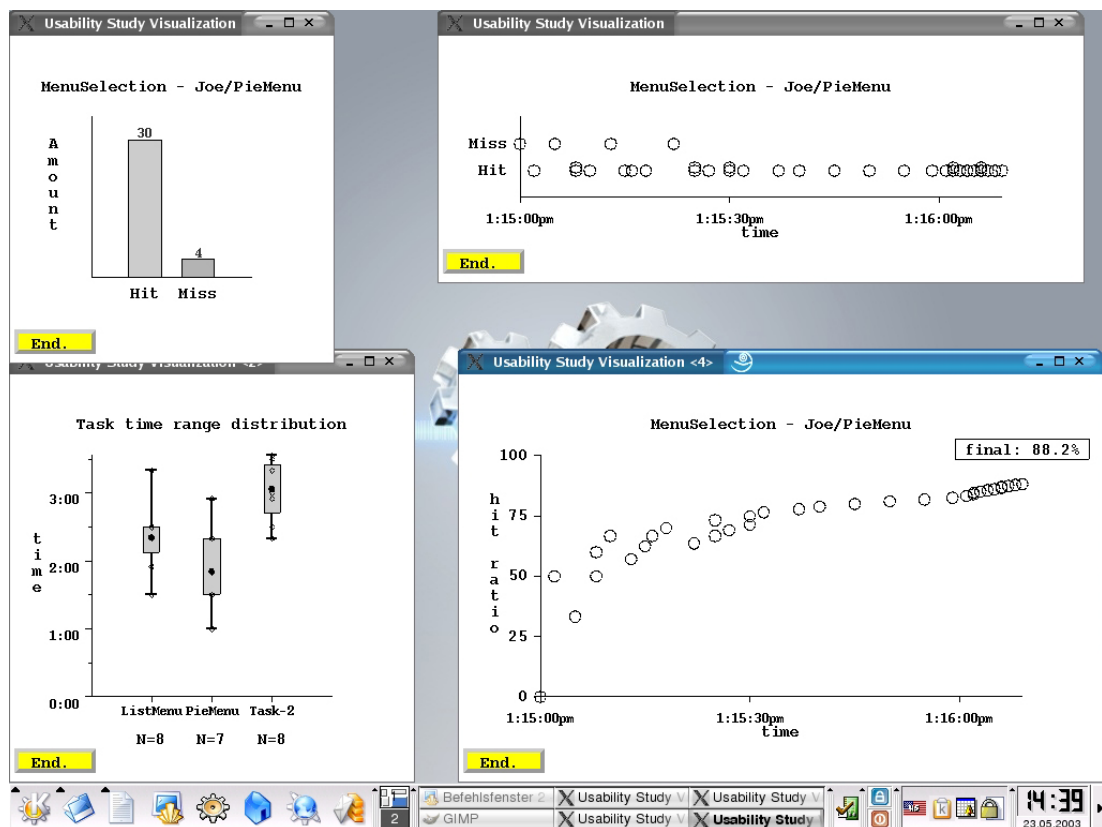 Usability Study Visualization
MenuSelection - Joe/PieMenu
Amount
30
4
Hit Miss
End.
Usability Study Visualization
MenuSelection - Joe/PieMenu
Miss
Hit
1:15:00pm 1:15:30pm 1:16:00pm
time
End.
Usability Study Visualization <2>
Task time range distribution
time
3:00
2:00
1:00
0:00
ListMenu PieMenu Task-2
N=8 N=7 N=8
End.
Usability Study Visualization <4>
MenuSelection - Joe/PieMenu
final: 88.2%
hit ratio
100
75
50
25
0
1:15:00pm 1:15:30pm 1:16:00pm
time
End.
2
Befehlsfenster 2
GIMP
Usability Study V
Usability Study V
Usability Study V
Usability Study
14:39
23.05.2003